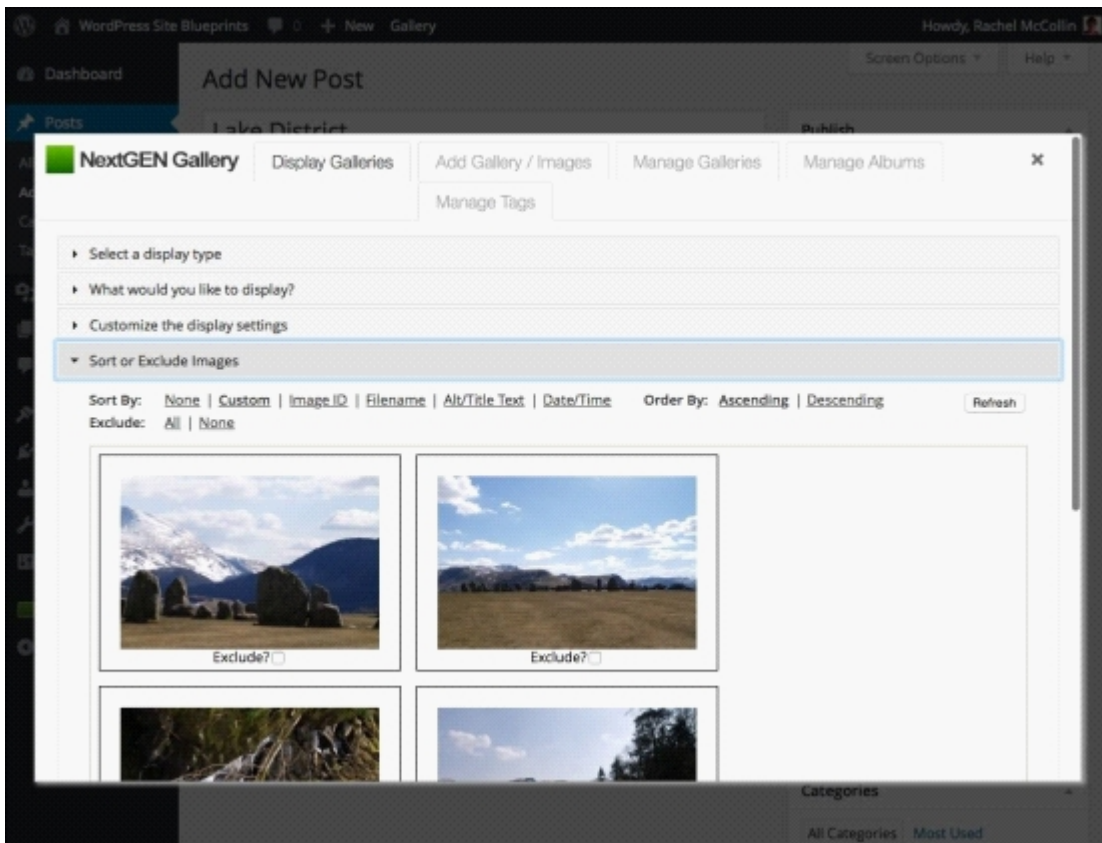 WordPress Site Blueprints 0 + New Gallery Howdy, Rachel McCollin
Screen Options Help
Dashboard
Add New Post
Posts
Lake District
Publish
NextGEN Gallery Display Galleries Add Gallery / Images Manage Galleries Manage Albums ×
Manage Tags
Select a display type
What would you like to display?
Customize the display settings
Sort or Exclude Images
Sort By: None | Custom | Image ID | Filename | Alt/Title Text | Date/Time Order By: Ascending | Descending Refresh
Exclude: All | None
Exclude? Exclude?
Categories
All Categories Most Used